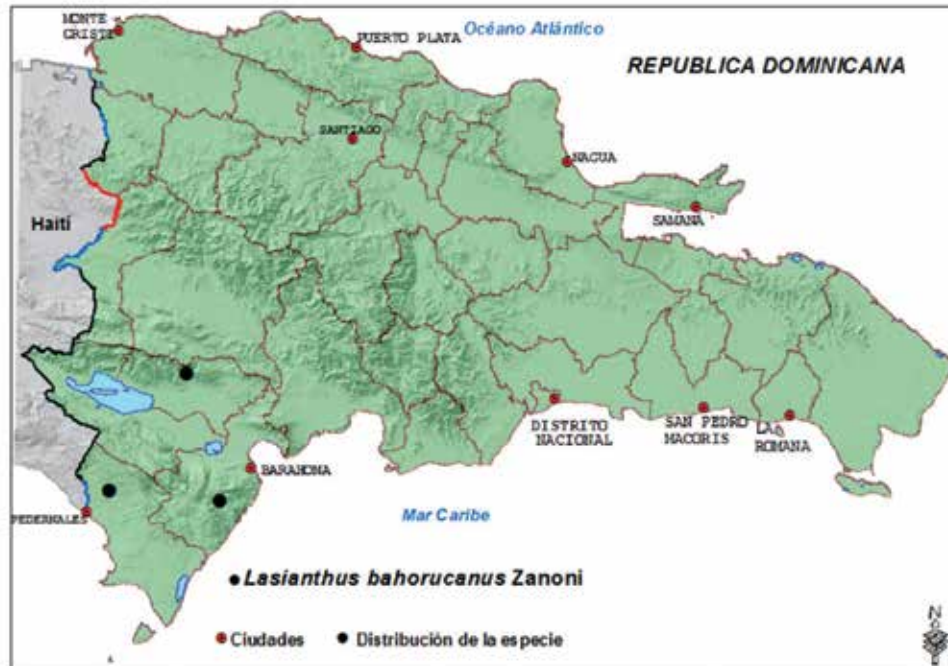 MONTE
CRISTI
Océano Atlántico
PUERTO PLATA
REPUBLICA DOMINICANA
SANTIAGO
NAGUA
SAMANA
Haití
DISTRITO
NACIONAL
SAN PEDRO
MACORIS
LA
ROMANA
BARAHONA
PEDERNALES
Mar Caribe
Lasianthus bahorucanus Zanoni
Ciudades
Distribución de la especie
N